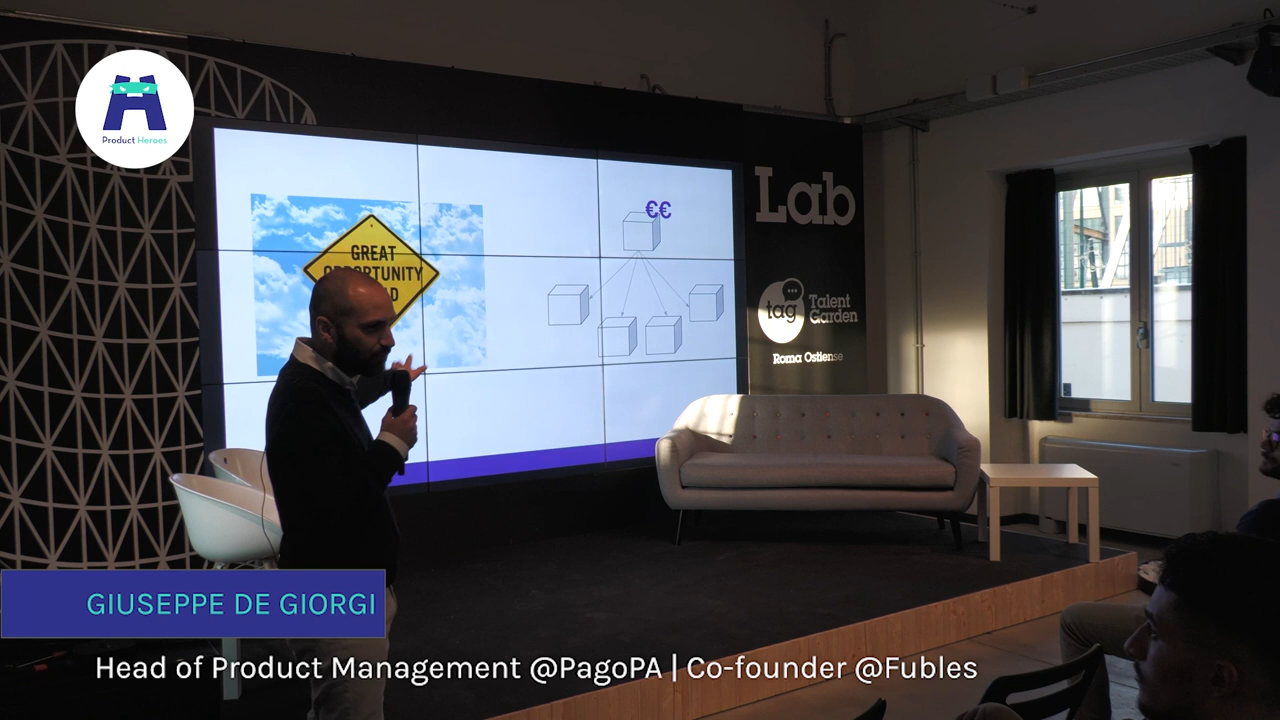 Product Heroes
€€
GREAT
OPPORTUNITY
Lab
tag
Talent
Garden
Roma Ostiense
GIUSEPPE DE GIORGI
Head of Product Management @PagoPA | Co-founder @Fubles